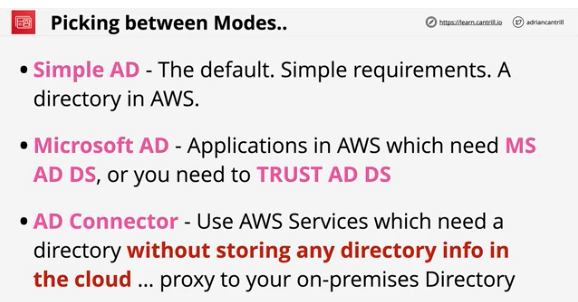 Picking between Modes..
https://learn.cantrill.io
adriancantrill
• Simple AD - The default. Simple requirements. A
directory in AWS.
• Microsoft AD - Applications in AWS which need MS
AD DS, or you need to TRUST AD DS
• AD Connector - Use AWS Services which need a
directory without storing any directory info in
the cloud ... proxy to your on-premises Directory